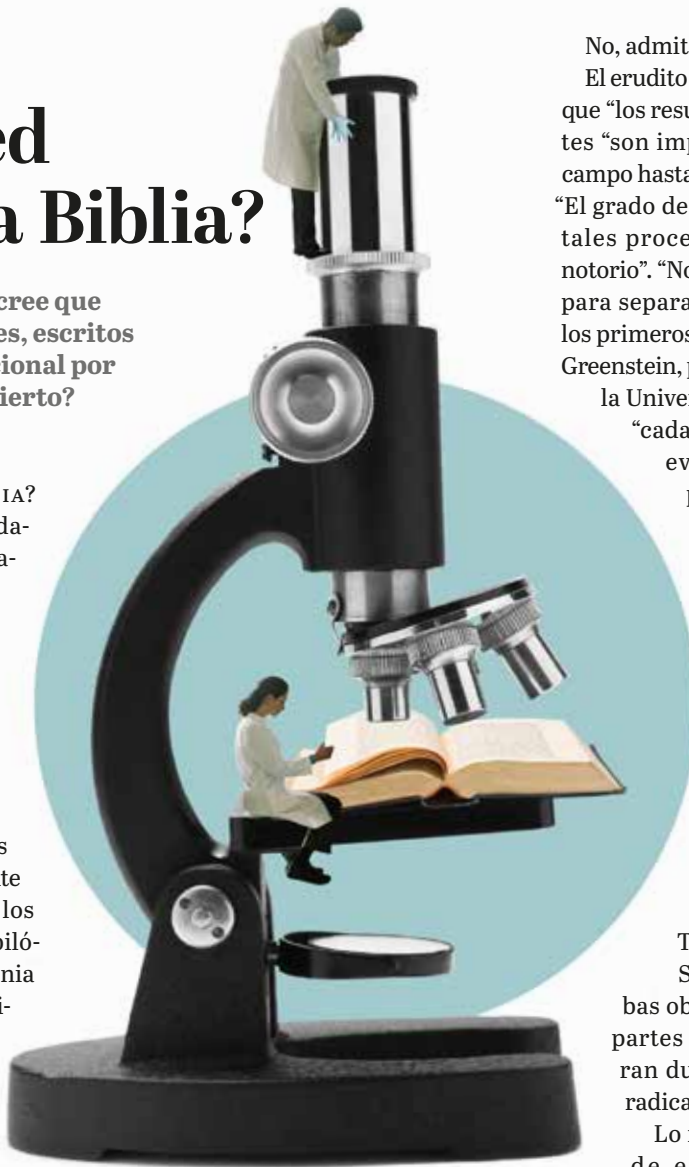 ed
a Biblia?
cree que
es, escritos
cional por
ierto?
IA?
da-
a-
s
te
los
piló-
nia
i-
No, admit
El erudito
que “los resu
tes “son imp
campo hasta
“El grado de
tales proce
notorio”. “No
para separa
los primeros
Greenstein, p
la Univer
“cada
ev
T
S
bas ob
partes
ran du
radica
Lo
de